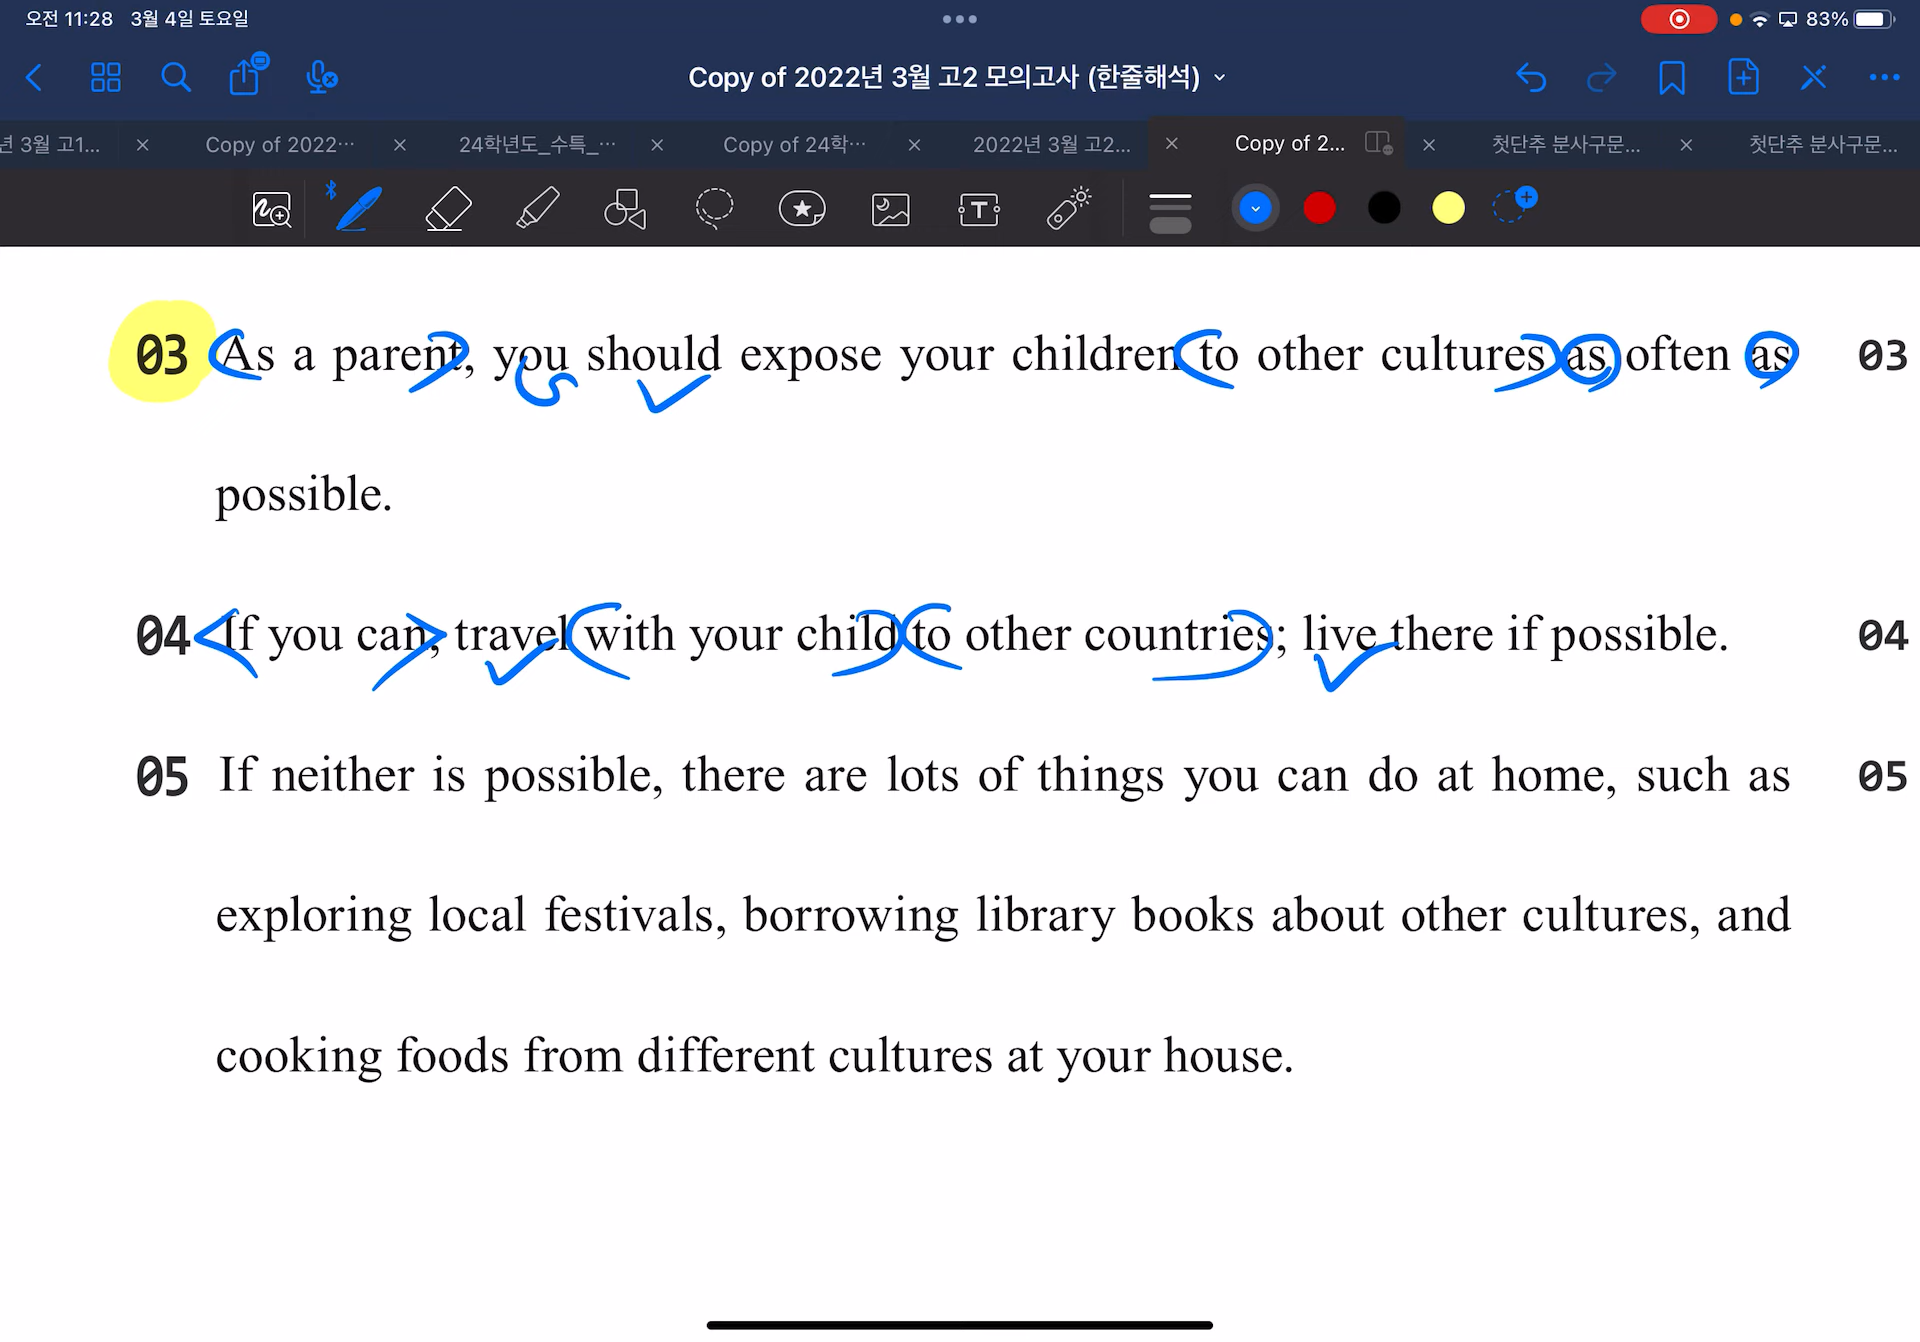 오전 11:28 3월 4일 토요일
83%
Copy of 2022년 3월 고2 모의고사 (한줄해석)
년 3월 고1...
Copy of 2022...
24학년도_수특_...
Copy of 24학...
2022년 3월 고2...
Copy of 2...
첫단추 분사구문...
첫단추 분사구문...
03 As a parent, you should expose your children to other cultures as often as 03
possible.
04 If you can, travel with your child to other countries; live there if possible. 04
05 If neither is possible, there are lots of things you can do at home, such as 05
exploring local festivals, borrowing library books about other cultures, and
cooking foods from different cultures at your house.